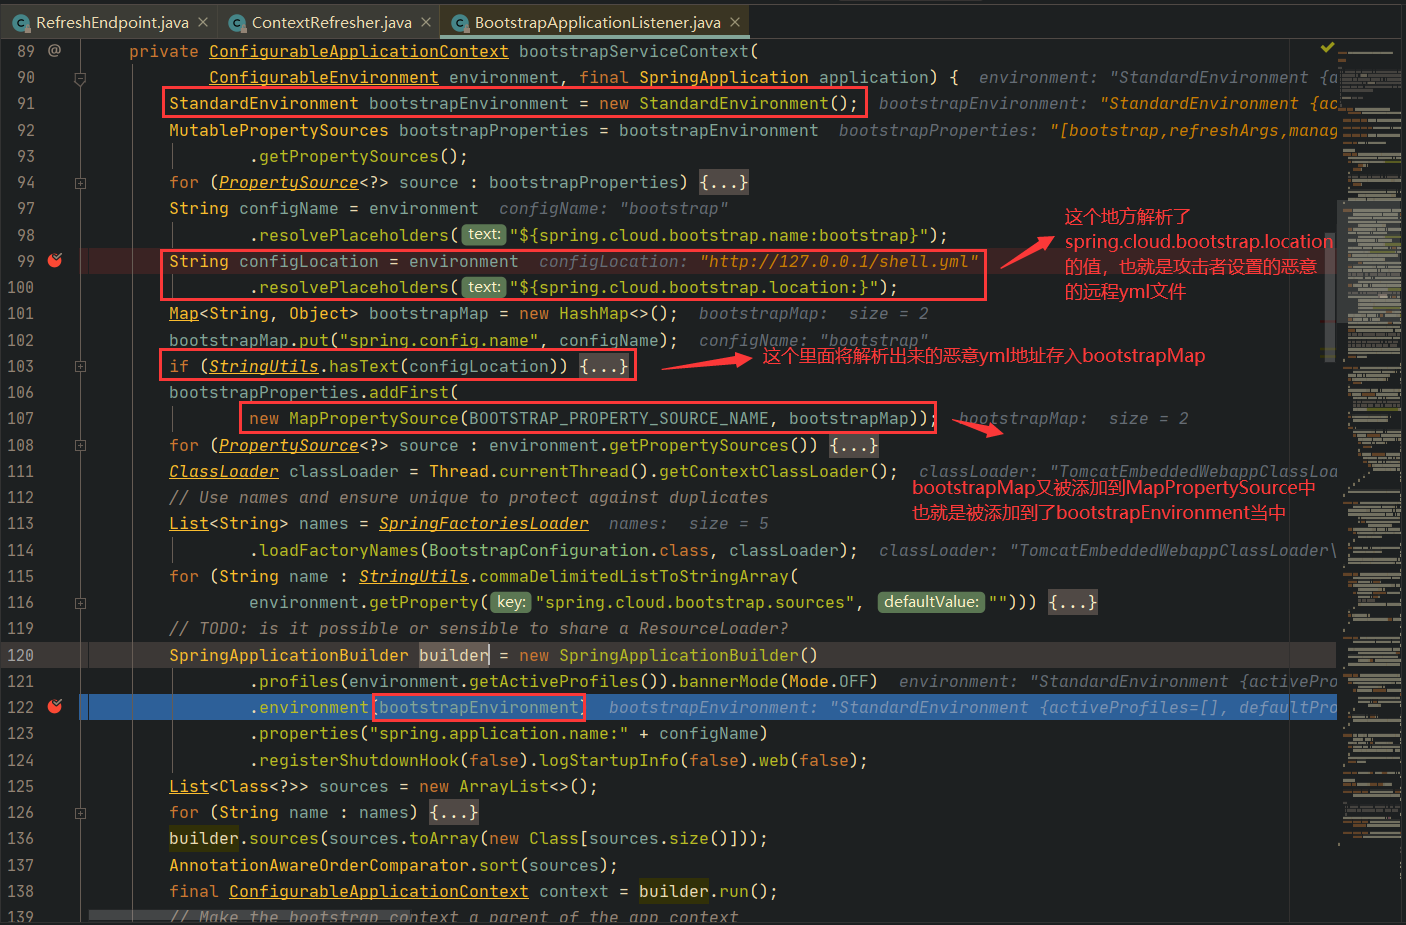 RefreshEndpoint.java × ContextRefresher.java × BootstrapApplicationListener.java ×
89 @ private ConfigurableApplicationContext bootstrapServiceContext(
90 ConfigurableEnvironment environment, final SpringApplication application) { environment: "StandardEnvironment {a
91 StandardEnvironment bootstrapEnvironment = new StandardEnvironment(); bootstrapEnvironment: "StandardEnvironment {ac
92 MutablePropertySources bootstrapProperties = bootstrapEnvironment bootstrapProperties: "[bootstrap,refreshArgs,manag
93 .getPropertySources();
94 for (PropertySource<?> source : bootstrapProperties) {...}
97 String configName = environment configName: "bootstrap"
98 .resolvePlaceholders( text: "${spring.cloud.bootstrap.name:bootstrap}");
99 String configLocation = environment configLocation: "http://127.0.0.1/shell.yml"
100 .resolvePlaceholders( text: "${spring.cloud.bootstrap.location:}");
这个地方解析了
spring.cloud.bootstrap.location
的值，也就是攻击者设置的恶意
的远程yml文件
101 Map<String, Object> bootstrapMap = new HashMap<>(); bootstrapMap: size = 2
102 bootstrapMap.put("spring.config.name", configName); configName: "bootstrap"
103 if (StringUtils.hasText(configLocation)) {...}
这个里面将解析出来的恶意yml地址存入bootstrapMap
106 bootstrapProperties.addFirst(
107 new MapPropertySource(BOOTSTRAP_PROPERTY_SOURCE_NAME, bootstrapMap)); bootstrapMap: size = 2
108 for (PropertySource<?> source : environment.getPropertySources()) {...}
111 ClassLoader classLoader = Thread.currentThread().getContextClassLoader(); classLoader: "TomcatEmbeddedWebappClassLoa
bootstrapMap又被添加到MapPropertySource中
也就是被添加到了bootstrapEnvironment当中
112 // Use names and ensure unique to protect against duplicates
113 List<String> names = SpringFactoriesLoader names: size = 5
114 .loadFactoryNames(BootstrapConfiguration.class, classLoader); classLoader: "TomcatEmbeddedWebappClassLoader\
115 for (String name : StringUtils.commaDelimitedListToStringArray(
116 environment.getProperty( key: "spring.cloud.bootstrap.sources", defaultValue: ""))) {...}
119 // TODO: is it possible or sensible to share a ResourceLoader?
120 SpringApplicationBuilder builder = new SpringApplicationBuilder()
121 .profiles(environment.getActiveProfiles()).bannerMode(Mode.OFF) environment: "StandardEnvironment {activePro
122 .environment(bootstrapEnvironment) bootstrapEnvironment: "StandardEnvironment {activeProfiles=[], defaultPro
123 .properties("spring.application.name:" + configName)
124 .registerShutdownHook(false).logStartupInfo(false).web(false);
125 List<Class<?>> sources = new ArrayList<>();
126 for (String name : names) {...}
136 builder.sources(sources.toArray(new Class[sources.size()]));
137 AnnotationAwareOrderComparator.sort(sources);
138 final ConfigurableApplicationContext context = builder.run();
139 // Make the bootstrap context a parent of the app context